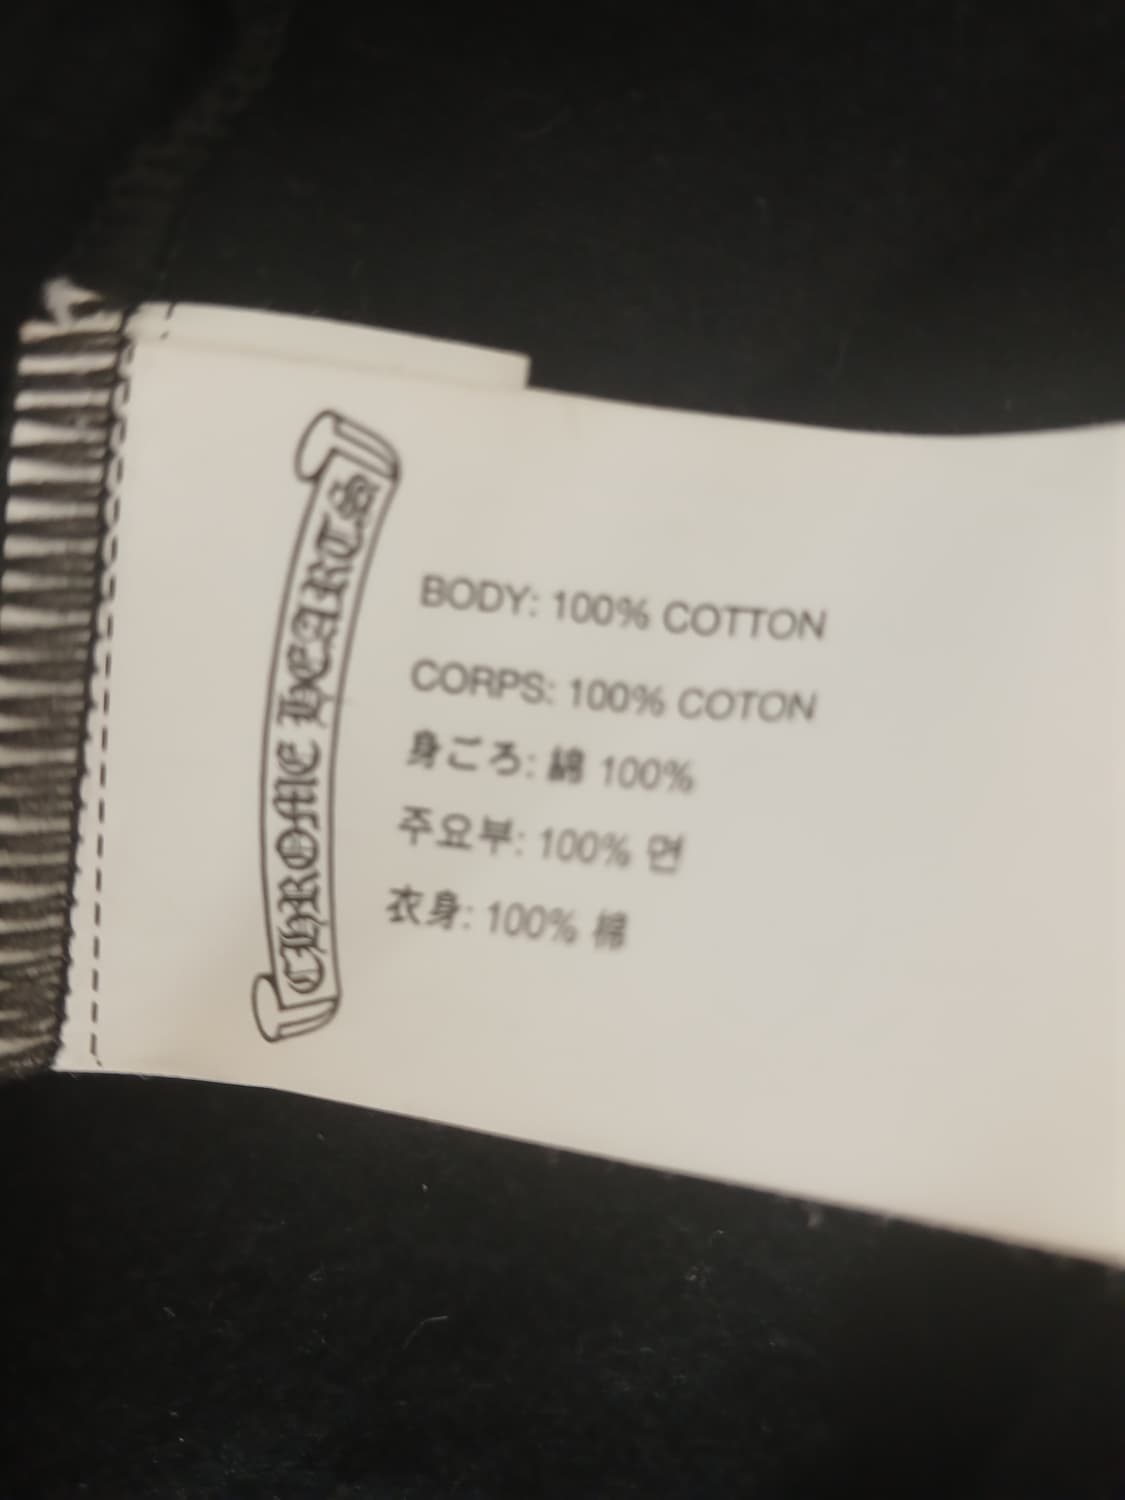 CHROME HEARTS
BODY: 100% COTTON
CORPS: 100% COTON
身ごろ: 綿 100%
주요부: 100% 면
衣身: 100% 棉